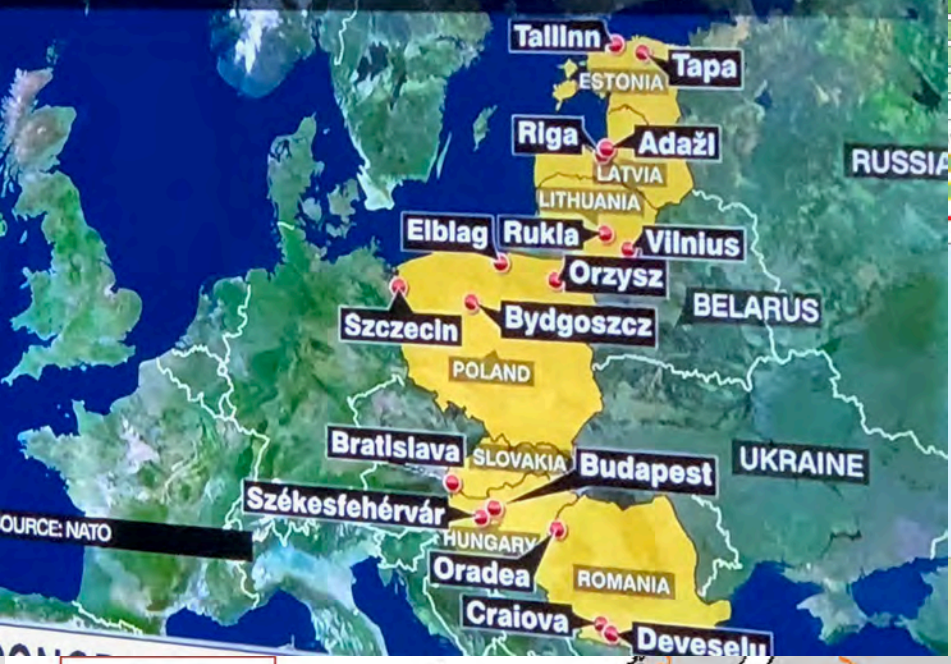 Tallinn
Tapa
ESTONIA
Riga
Adaži
LATVIA
RUSSIA
LITHUANIA
Elblag
Rukla
Vilnius
Orzysz
Szczecin
Bydgoszcz
BELARUS
POLAND
Bratislava
SLOVAKIA
Budapest
UKRAINE
Székesfehérvár
OURCE: NATO
HUNGARY
Oradea
ROMANIA
Craiova
Deveselu